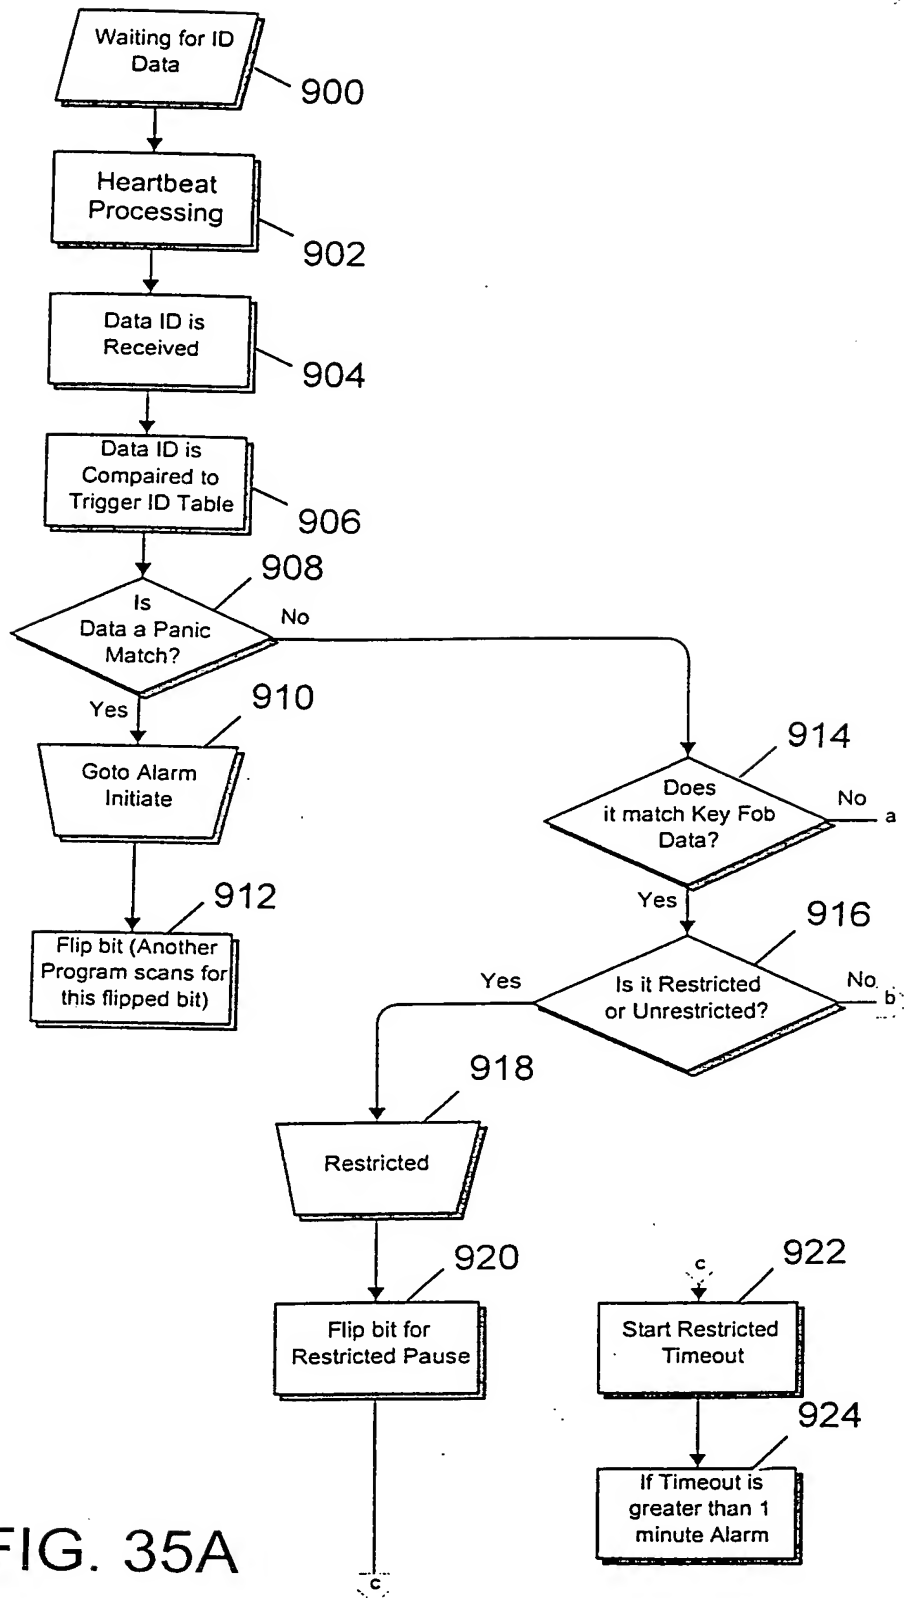 Waiting for ID
Data
900
Heartbeat
Processing
902
Data ID is
Received
904
Data ID is
Compaired to
Trigger ID Table
906
908
Is
Data a Panic
Match?
No
Yes
910
Goto Alarm
Initiate
914
Does
it match Key Fob
Data?
No
a
Yes
912
Flip bit (Another
Program scans for
this flipped bit)
916
Is it Restricted
or Unrestricted?
Yes
No
b
918
Restricted
920
Flip bit for
Restricted Pause
c
c
922
Start Restricted
Timeout
924
If Timeout is
greater than 1
minute Alarm
FIG. 35A